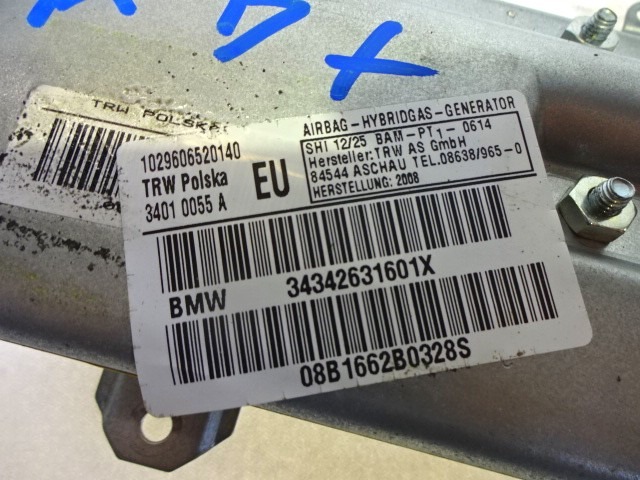 TRW POLSKA
1029606520140
TRW Polska
3401 0055 A
EU
AIRBAG-HYBRIDGAS-GENERATOR
SHI 12/25 BAM-PT1- 0614
Hersteller:TRW AS GmbH
84544 ASCHAU TEL.08638/965-0
HERSTELLUNG: 2008
BMW 34342631601X
08B1662B0328S